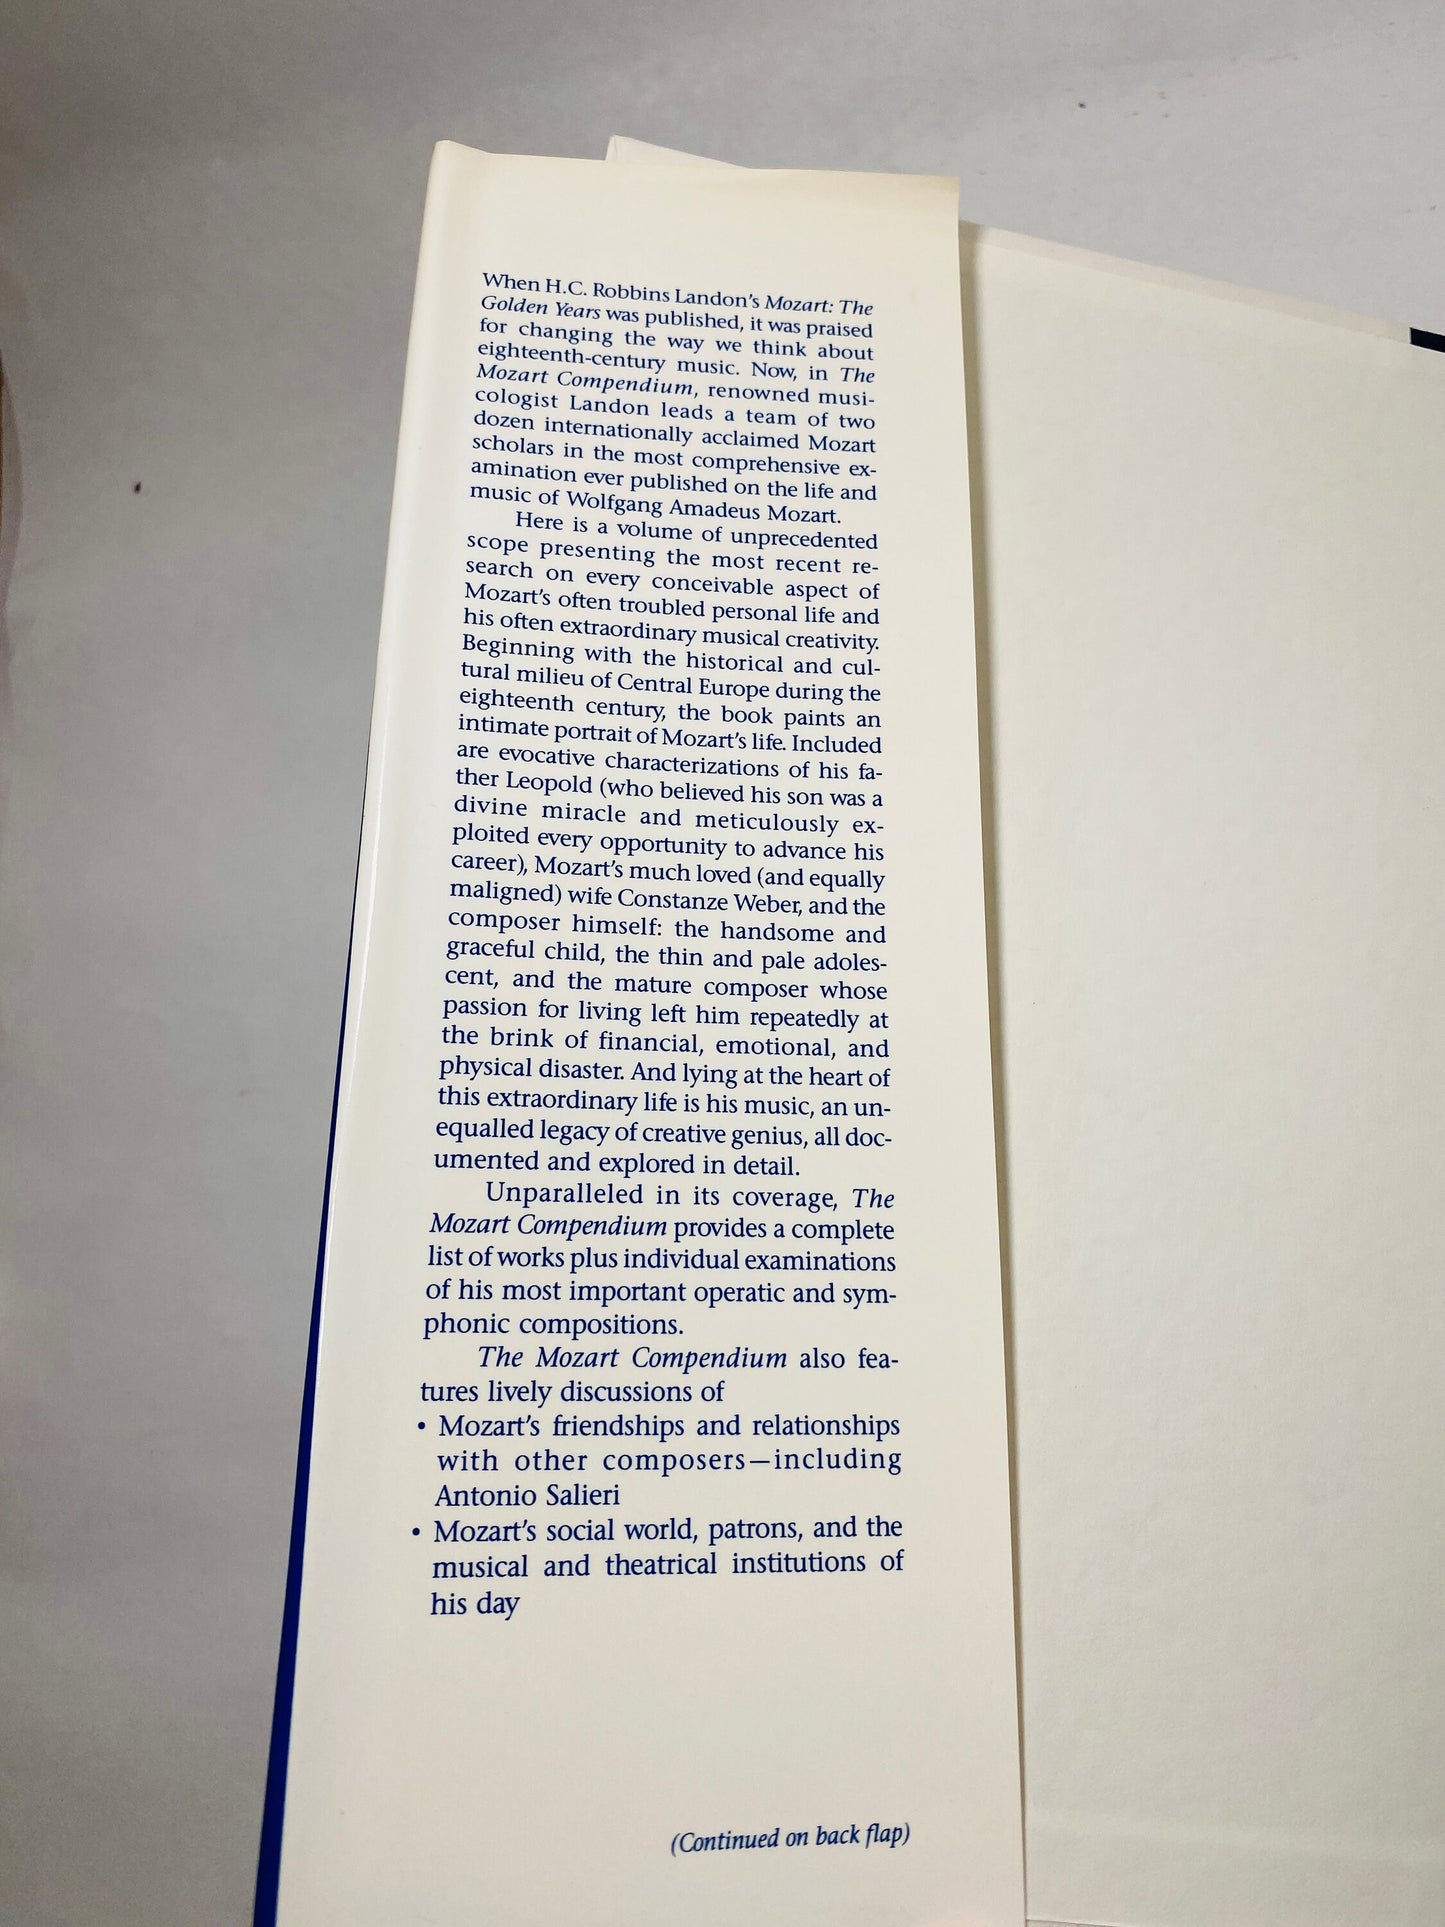 When H.C. Robbins Landon's Mozart: The
Golden Years was published, it was praised
for changing the way we think about
eighteenth-century music. Now, in The
Mozart Compendium, renowned musi-
cologist Landon leads a team of two
dozen internationally acclaimed Mozart
scholars in the most comprehensive ex-
amination ever published on the life and
music of Wolfgang Amadeus Mozart.
Here is a volume of unprecedented
scope presenting the most recent re-
search on every conceivable aspect of
Mozart's often troubled personal life and
his often extraordinary musical creativity.
Beginning with the historical and cul-
tural milieu of Central Europe during the
eighteenth century, the book paints an
intimate portrait of Mozart's life. Included
are evocative characterizations of his fa-
ther Leopold (who believed his son was a
divine miracle and meticulously ex-
ploited every opportunity to advance his
career), Mozart's much loved (and equally
maligned) wife Constanze Weber, and the
composer himself: the handsome and
graceful child, the thin and pale adoles-
cent, and the mature composer whose
passion for living left him repeatedly at
the brink of financial, emotional, and
physical disaster. And lying at the heart of
this extraordinary life is his music, an un-
equalled legacy of creative genius, all doc-
umented and explored in detail.
Unparalleled in its coverage, The
Mozart Compendium provides a complete
list of works plus individual examinations
of his most important operatic and sym-
phonic compositions.
The Mozart Compendium also fea-
tures lively discussions of
• Mozart's friendships and relationships
with other composers—including
Antonio Salieri
• Mozart's social world, patrons, and the
musical and theatrical institutions of
his day
(Continued on back flap)